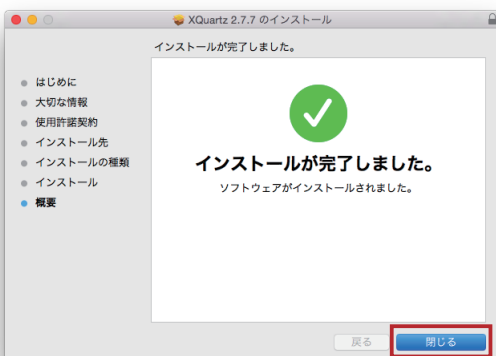 XQuartz 2.7.7 のインストール
インストールが完了しました。
はじめに
大切な情報
使用許諾契約
インストール先
インストールの種類
インストール
概要
インストールが完了しました。
ソフトウェアがインストールされました。
戻る
閉じる